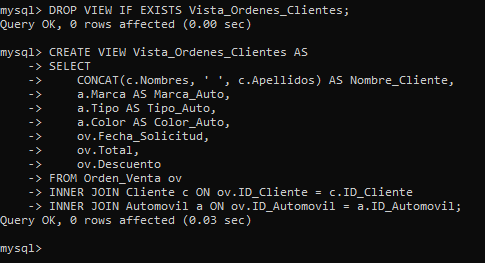 mysql> DROP VIEW IF EXISTS Vista_Ordenes_Clientes;
Query OK, 0 rows affected (0.00 sec)

mysql> CREATE VIEW Vista_Ordenes_Clientes AS
    -> SELECT
    ->     CONCAT(c.Nombres, ' ', c.Apellidos) AS Nombre_Cliente,
    ->     a.Marca AS Marca_Auto,
    ->     a.Tipo AS Tipo_Auto,
    ->     a.Color AS Color_Auto,
    ->     ov.Fecha_Solicitud,
    ->     ov.Total,
    ->     ov.Descuento
    -> FROM Orden_Venta ov
    -> INNER JOIN Cliente c ON ov.ID_Cliente = c.ID_Cliente
    -> INNER JOIN Automovil a ON ov.ID_Automovil = a.ID_Automovil;
Query OK, 0 rows affected (0.03 sec)

mysql>